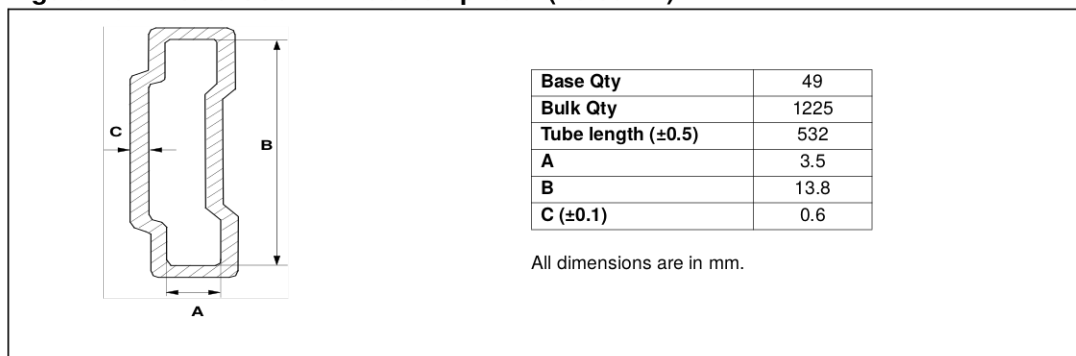 C
B
A
Base Qty 49
Bulk Qty 1225
Tube length (±0.5) 532
A 3.5
B 13.8
C (±0.1) 0.6
All dimensions are in mm.